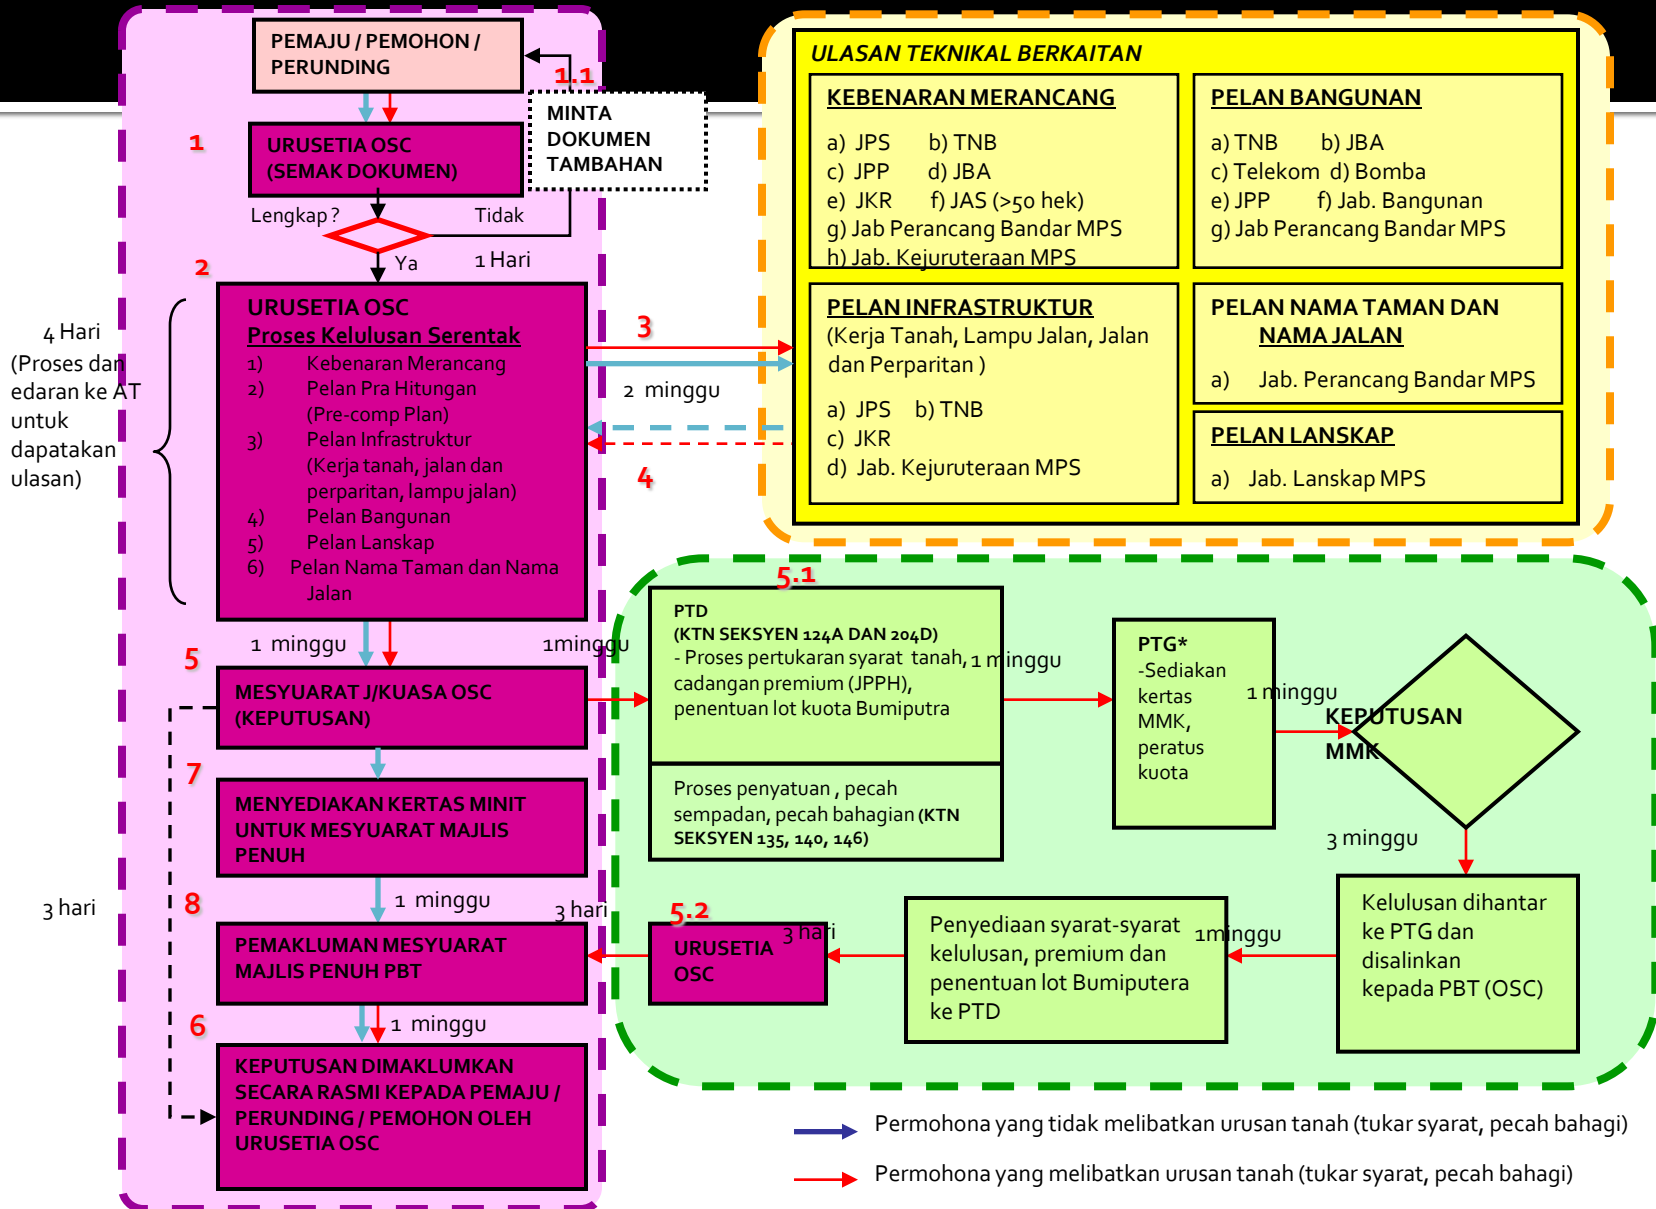 PEMAJU / PEMOHON /
PERUNDING
1.1
MINTA
DOKUMEN
TAMBAHAN
1
URUSETIA OSC
(SEMAK DOKUMEN)
Lengkap ?
Tidak
Ya
1 Hari
2
URUSETIA OSC
Proses Kelulusan Serentak
1) Kebenaran Merancang
2) Pelan Pra Hitungan
(Pre-comp Plan)
3) Pelan Infrastruktur
(Kerja tanah, jalan dan
perparitan, lampu jalan)
4) Pelan Bangunan
5) Pelan Lanskap
6) Pelan Nama Taman dan Nama
Jalan
4 Hari
(Proses dan
edaran ke AT
untuk
dapatakan
ulasan)
3
2 minggu
4
ULASAN TEKNIKAL BERKAITAN
KEBENARAN MERANCANG
a) JPS b) TNB
c) JPP d) JBA
e) JKR f) JAS (>50 hek)
g) Jab Perancang Bandar MPS
h) Jab. Kejuruteraan MPS
PELAN BANGUNAN
a) TNB b) JBA
c) Telekom d) Bomba
e) JPP f) Jab. Bangunan
g) Jab Perancang Bandar MPS
PELAN INFRASTRUKTUR
(Kerja Tanah, Lampu Jalan, Jalan
dan Perparitan )
a) JPS b) TNB
c) JKR
d) Jab. Kejuruteraan MPS
PELAN NAMA TAMAN DAN
NAMA JALAN
a) Jab. Perancang Bandar MPS
PELAN LANSKAP
a) Jab. Lanskap MPS
1 minggu
1minggu
5
MESYUARAT J/KUASA OSC
(KEPUTUSAN)
5.1
PTD
(KTN SEKSYEN 124A DAN 204D)
- Proses pertukaran syarat tanah,
cadangan premium (JPPH),
penentuan lot kuota Bumiputra
Proses penyatuan , pecah
sempadan, pecah bahagian (KTN
SEKSYEN 135, 140, 146)
1 minggu
PTG*
-Sediakan
kertas
MMK,
peratus
kuota
1 minggu
KEPUTUSAN
MMK
3 minggu
Kelulusan dihantar
ke PTG dan
disalinkan
kepada PBT (OSC)
1minggu
Penyediaan syarat-syarat
kelulusan, premium dan
penentuan lot Bumiputera
ke PTD
3 hari
5.2
URUSETIA
OSC
3 hari
7
MENYEDIAKAN KERTAS MINIT
UNTUK MESYUARAT MAJLIS
PENUH
1 minggu
8
PEMAKLUMAN MESYUARAT
MAJLIS PENUH PBT
3 hari
1 minggu
6
KEPUTUSAN DIMAKLUMKAN
SECARA RASMI KEPADA PEMAJU /
PERUNDING / PEMOHON OLEH
URUSETIA OSC
Permohona yang tidak melibatkan urusan tanah (tukar syarat, pecah bahagi)
Permohona yang melibatkan urusan tanah (tukar syarat, pecah bahagi)